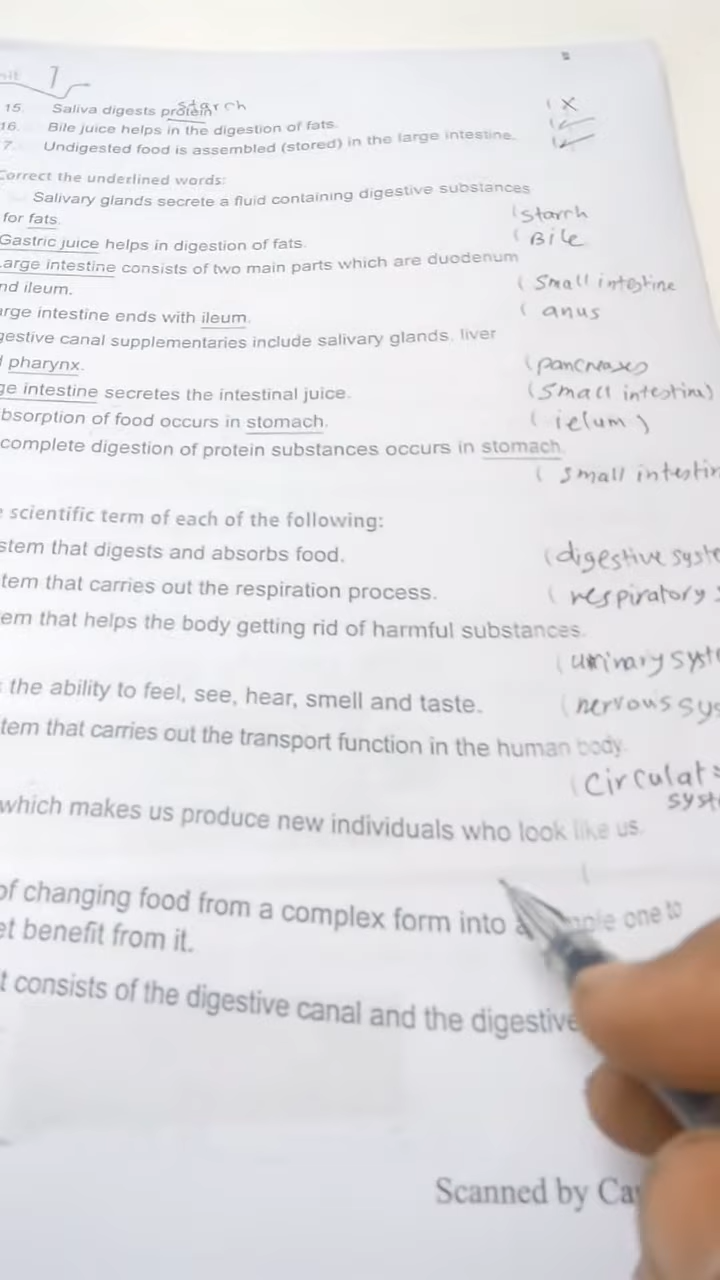 7
starch
15. Saliva digests protein ( X
16. Bile juice helps in the digestion of fats. ( ✓
7. Undigested food is assembled (stored) in the large intestine. ( ✓
Correct the underlined words:
Salivary glands secrete a fluid containing digestive substances
for fats. (starch
Gastric juice helps in digestion of fats. ( Bile
arge intestine consists of two main parts which are duodenum
nd ileum. ( Small intestine
arge intestine ends with ileum. ( anus
gestive canal supplementaries include salivary glands, liver
pharynx. (pancreaxes
ge intestine secretes the intestinal juice. (small intestine)
bsorption of food occurs in stomach. ( ielum )
complete digestion of protein substances occurs in stomach.
( small intestin
scientific term of each of the following:
stem that digests and absorbs food. (digestive syste
tem that carries out the respiration process. ( respiratory s
em that helps the body getting rid of harmful substances.
(urinary syst
the ability to feel, see, hear, smell and taste. (nervous sys
tem that carries out the transport function in the human body.
(Circulat
syst
which makes us produce new individuals who look like us.
(
of changing food from a complex form into a one to
et benefit from it.
t consists of the digestive canal and the digestive
Scanned by Ca